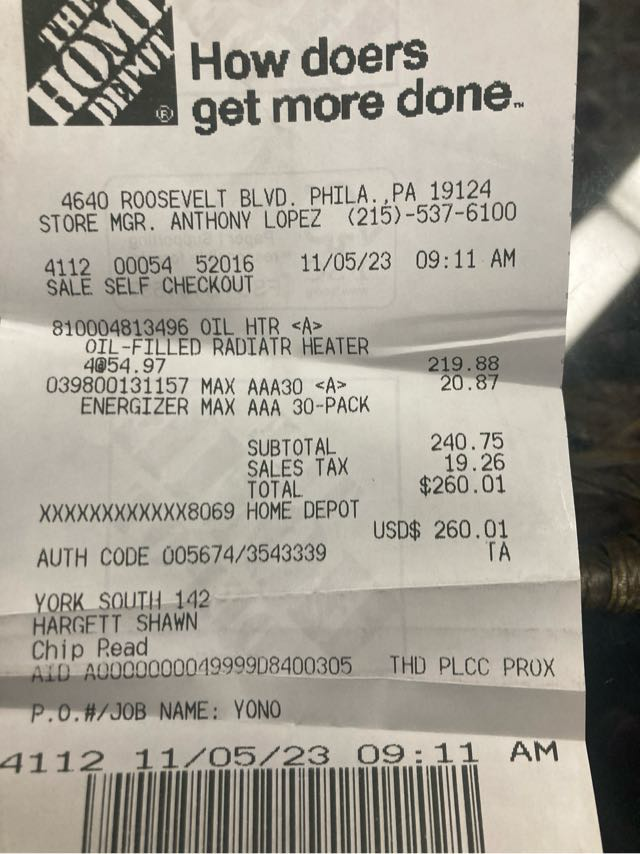 THE
HOME
DEPOT
®
How doers
get more done.™
4640 ROOSEVELT BLVD. PHILA.,PA 19124
STORE MGR. ANTHONY LOPEZ (215)-537-6100
4112 00054 52016 11/05/23 09:11 AM
SALE SELF CHECKOUT
810004813496 OIL HTR <A>
OIL-FILLED RADIATR HEATER
4@54.97 219.88
039800131157 MAX AAA30 <A> 20.87
ENERGIZER MAX AAA 30-PACK
SUBTOTAL 240.75
SALES TAX 19.26
TOTAL $260.01
XXXXXXXXXXXX8069 HOME DEPOT
USD$ 260.01
AUTH CODE 005674/3543339 TA
YORK SOUTH 142
HARGETT SHAWN
Chip Read
AID A0000000049999D8400305 THD PLCC PROX
P.O.#/JOB NAME: YONO
4112 11/05/23 09:11 AM